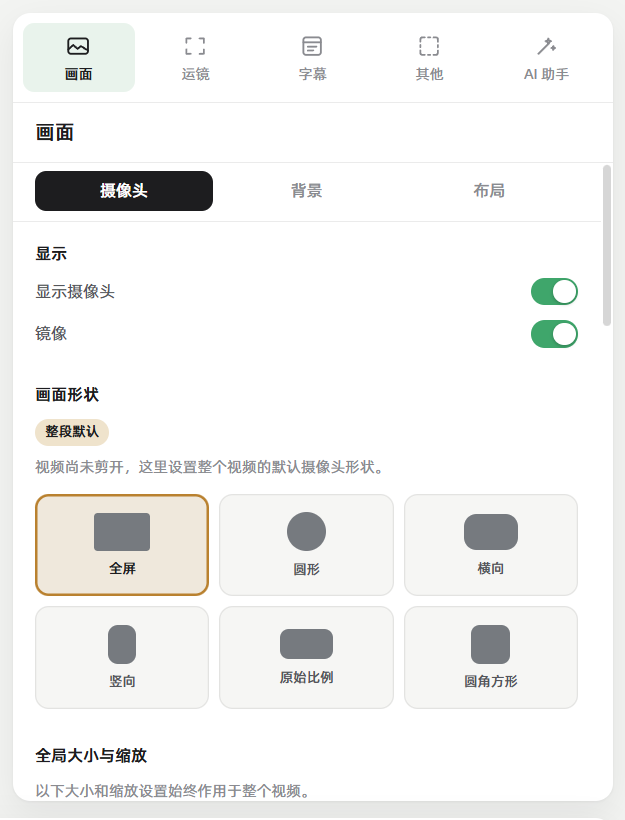 画面
运镜
字幕
其他
AI 助手
画面
摄像头
背景
布局
显示
显示摄像头
镜像
画面形状
整段默认
视频尚未剪开，这里设置整个视频的默认摄像头形状。
全屏
圆形
横向
竖向
原始比例
圆角方形
全局大小与缩放
以下大小和缩放设置始终作用于整个视频。